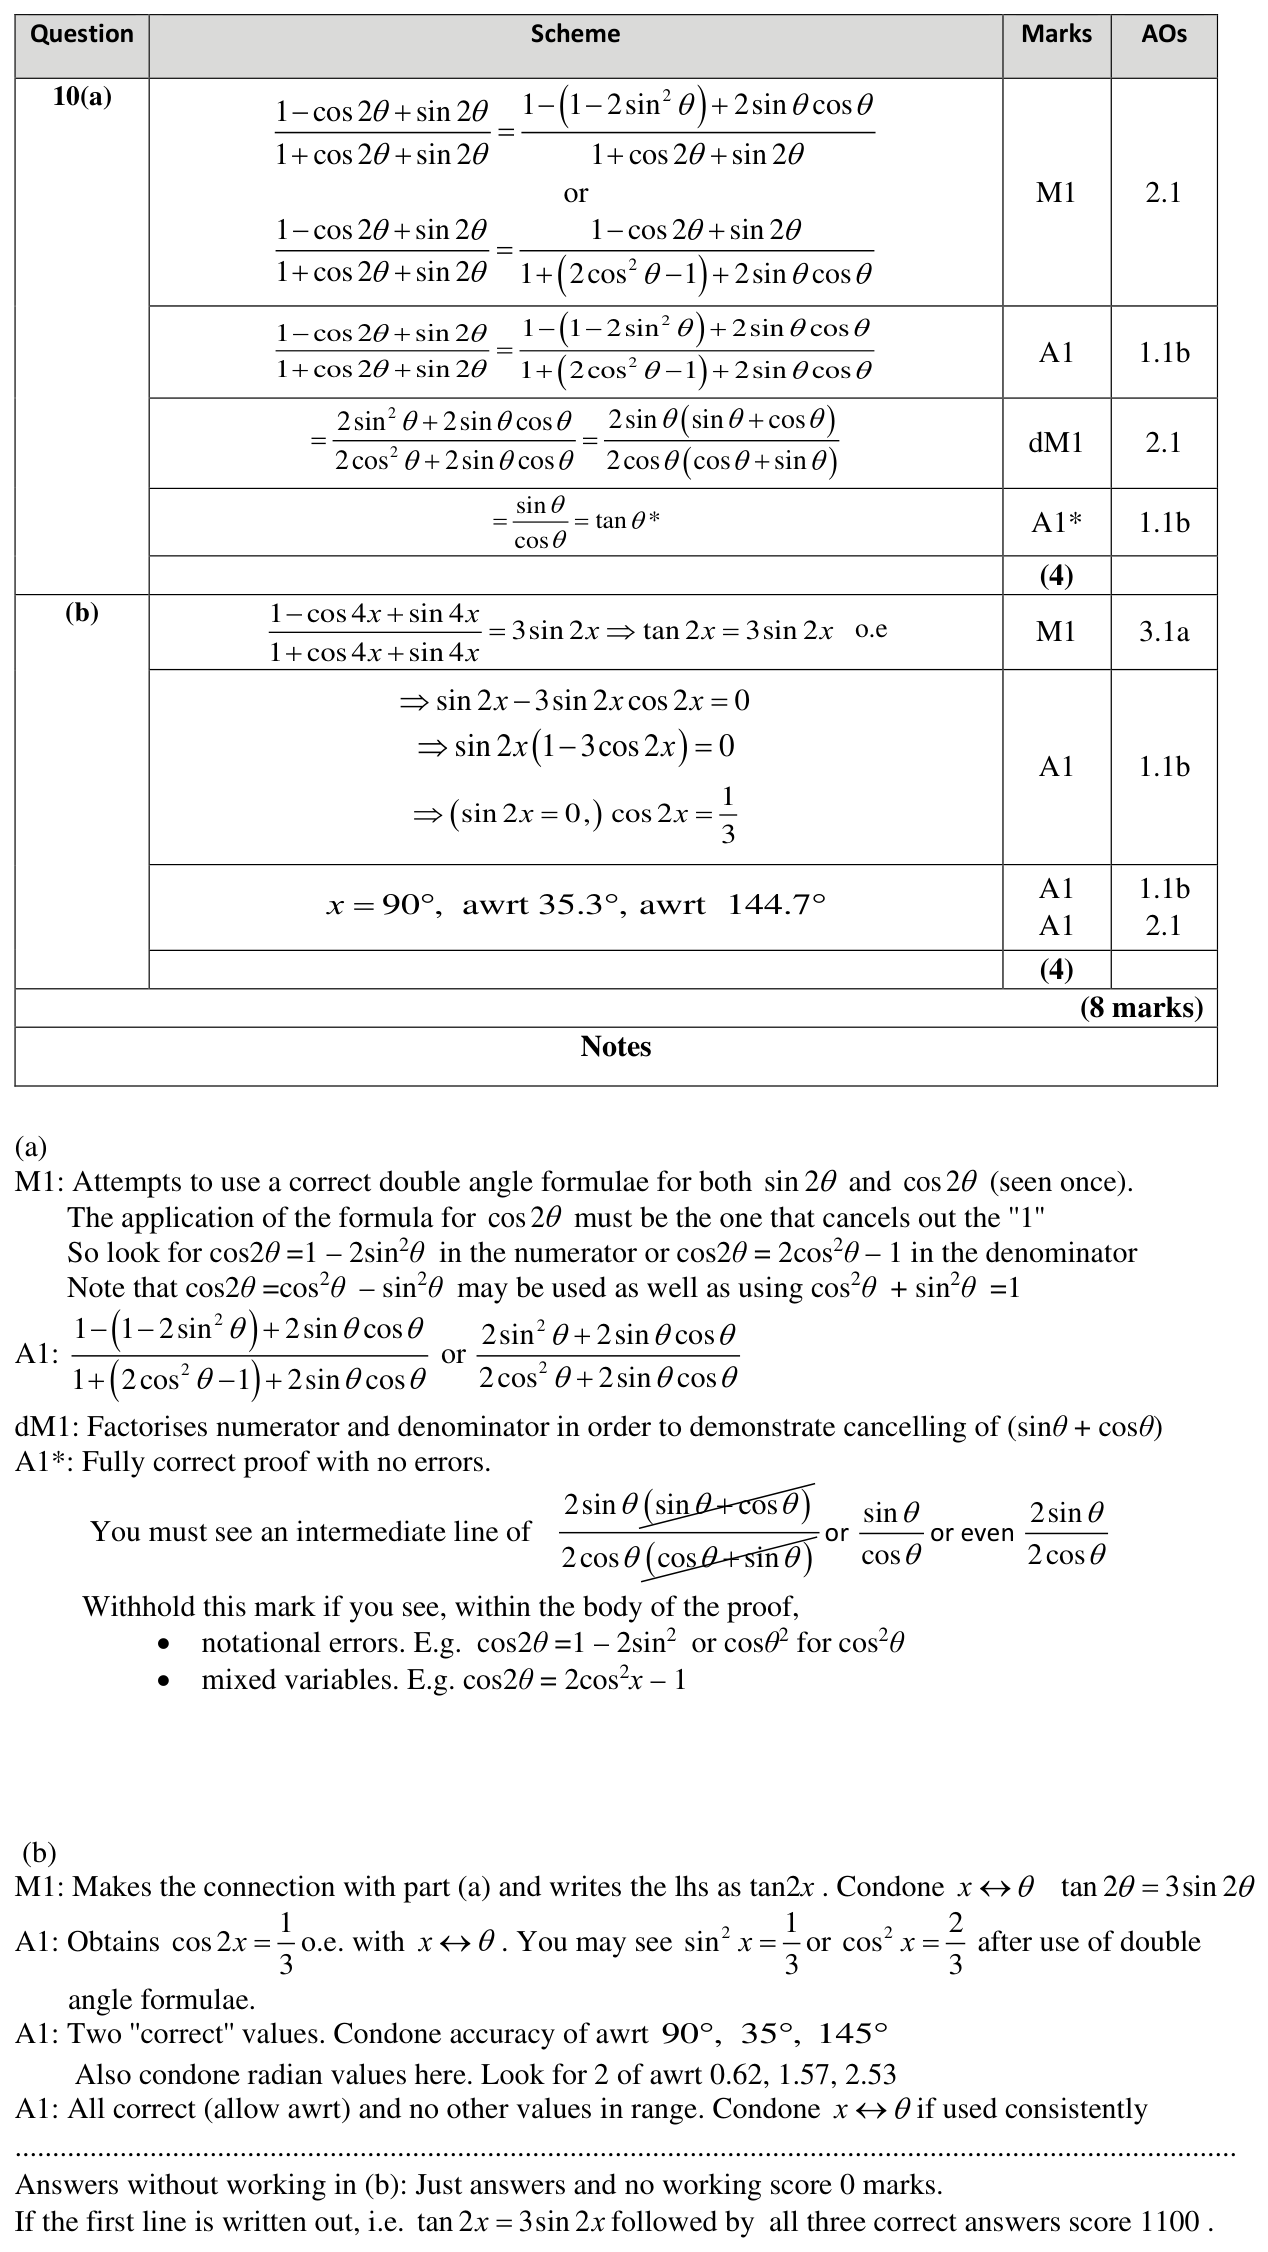 Question Scheme Marks AOs
10(a) (1 − cos 2θ + sin 2θ)/(1 + cos 2θ + sin 2θ) = (1 − (1 − 2sin² θ) + 2sin θ cos θ)/(1 + cos 2θ + sin 2θ)
or
(1 − cos 2θ + sin 2θ)/(1 + cos 2θ + sin 2θ) = (1 − cos 2θ + sin 2θ)/(1 + (2cos² θ − 1) + 2sin θ cos θ) M1 2.1
(1 − cos 2θ + sin 2θ)/(1 + cos 2θ + sin 2θ) = (1 − (1 − 2sin² θ) + 2sin θ cos θ)/(1 + (2cos² θ − 1) + 2sin θ cos θ) A1 1.1b
= (2sin² θ + 2sin θ cos θ)/(2cos² θ + 2sin θ cos θ) = (2sin θ (sin θ + cos θ))/(2cos θ (cos θ + sin θ)) dM1 2.1
= sin θ/cos θ = tan θ * A1* 1.1b
(4)
(b) (1 − cos 4x + sin 4x)/(1 + cos 4x + sin 4x) = 3sin 2x ⇒ tan 2x = 3sin 2x o.e M1 3.1a
⇒ sin 2x − 3sin 2x cos 2x = 0
⇒ sin 2x(1 − 3cos 2x) = 0
⇒ (sin 2x = 0,) cos 2x = 1/3 A1 1.1b
x = 90°, awrt 35.3°, awrt 144.7° A1 1.1b
A1 2.1
(4)
(8 marks)
Notes
(a)
M1: Attempts to use a correct double angle formulae for both sin 2θ and cos 2θ (seen once).
The application of the formula for cos 2θ must be the one that cancels out the "1"
So look for cos2θ =1 – 2sin²θ in the numerator or cos2θ = 2cos²θ – 1 in the denominator
Note that cos2θ =cos²θ – sin²θ may be used as well as using cos²θ + sin²θ =1
A1: (1 − (1 − 2sin² θ) + 2sin θ cos θ)/(1 + (2cos² θ − 1) + 2sin θ cos θ) or (2sin² θ + 2sin θ cos θ)/(2cos² θ + 2sin θ cos θ)
dM1: Factorises numerator and denominator in order to demonstrate cancelling of (sinθ + cosθ)
A1*: Fully correct proof with no errors.
You must see an intermediate line of (2sin θ (sin θ + cos θ))/(2cos θ (cos θ + sin θ)) or sin θ/cos θ or even 2sin θ/2cos θ
Withhold this mark if you see, within the body of the proof,
• notational errors. E.g. cos2θ =1 – 2sin² or cosθ² for cos²θ
• mixed variables. E.g. cos2θ = 2cos²x – 1
(b)
M1: Makes the connection with part (a) and writes the lhs as tan2x . Condone x ↔ θ tan 2θ = 3sin 2θ
A1: Obtains cos 2x = 1/3 o.e. with x ↔ θ . You may see sin² x = 1/3 or cos² x = 2/3 after use of double
angle formulae.
A1: Two "correct" values. Condone accuracy of awrt 90°, 35°, 145°
Also condone radian values here. Look for 2 of awrt 0.62, 1.57, 2.53
A1: All correct (allow awrt) and no other values in range. Condone x ↔ θ if used consistently
..........................................................................................................................................................
Answers without working in (b): Just answers and no working score 0 marks.
If the first line is written out, i.e. tan 2x = 3sin 2x followed by all three correct answers score 1100 .